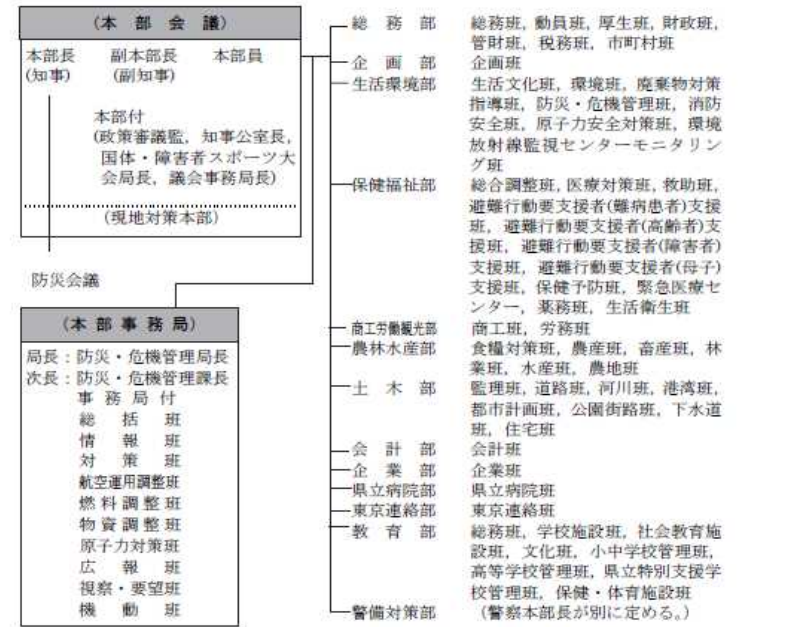 (本部会議)
本部長 副本部長 本部員
(知事) (副知事)
本部付
(政策審議監, 知事公室長,
国体・障害者スポーツ大
会局長, 議会事務局長)
(現地対策本部)
防災会議
(本部事務局)
局長：防災・危機管理局長
次長：防災・危機管理課長
事務局付
総括班
情報班
対策班
航空運用調整班
燃料調整班
物資調整班
原子力対策班
広報班
視察・要望班
機動班
総務部 総務班, 動員班, 厚生班, 財政班,
管財班, 税務班, 市町村班
企画部 企画班
生活環境部 生活文化班, 環境班, 廃棄物対策
指導班, 防災・危機管理班, 消防
安全班, 原子力安全対策班, 環境
放射線監視センターモニタリン
グ班
保健福祉部 総合調整班, 医療対策班, 救助班,
避難行動要支援者(難病患者)支援
班, 避難行動要支援者(高齢者)支
援班, 避難行動要支援者(障害者)
支援班, 避難行動要支援者(母子)
支援班, 保健予防班, 緊急医療セ
ンター, 薬務班, 生活衛生班
商工労働観光部 商工班, 労務班
農林水産部 食糧対策班, 農産班, 畜産班, 林
業班, 水産班, 農地班
土木部 監理班, 道路班, 河川班, 港湾班,
都市計画班, 公園街路班, 下水道
班, 住宅班
会計部 会計班
企業部 企業班
県立病院部 県立病院班
東京連絡部 東京連絡班
教育部 総務班, 学校施設班, 社会教育施
設班, 文化班, 小中学校管理班,
高等学校管理班, 県立特別支援学
校管理班, 保健・体育施設班
警備対策部 (警察本部長が別に定める。)